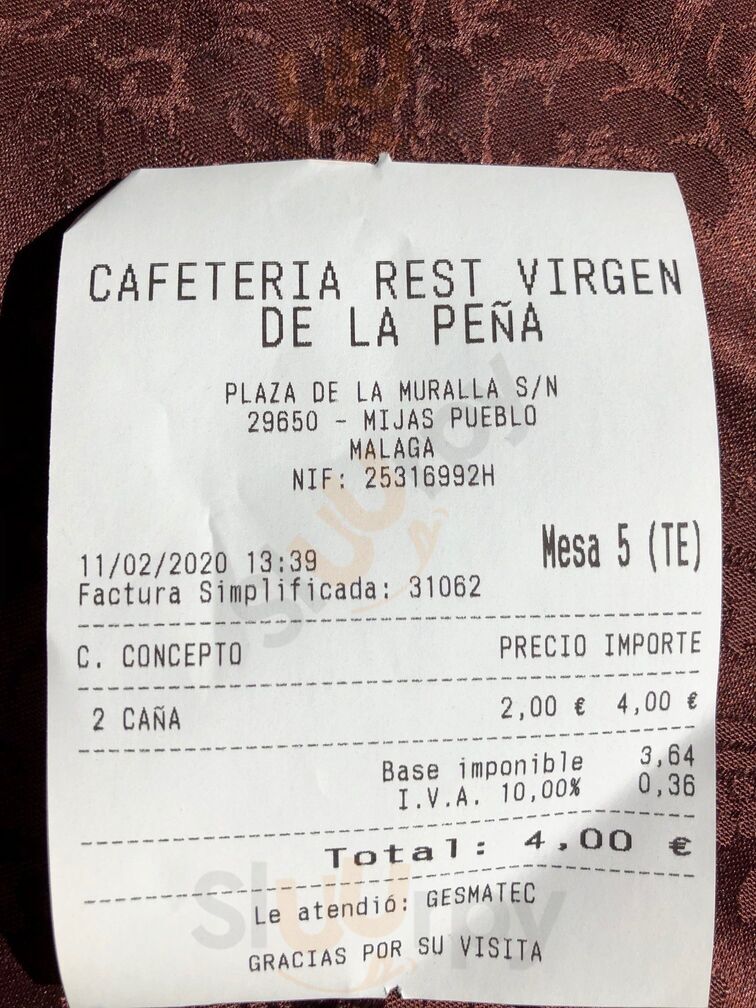 CAFETERIA REST VIRGEN
DE LA PEÑA
PLAZA DE LA MURALLA S/N
29650 - MIJAS PUEBLO
MALAGA
NIF: 25316992H
Mesa 5 (TE)
11/02/2020 13:39
Factura Simplificada: 31062
C. CONCEPTO PRECIO IMPORTE
2 CAÑA 2,00 € 4,00 €
Base imponible 3,64
I.V.A. 10,00% 0,36
Total: 4,00 €
Le atendió: GESMATEC
GRACIAS POR SU VISITA
Sluurpy
Sluurpy